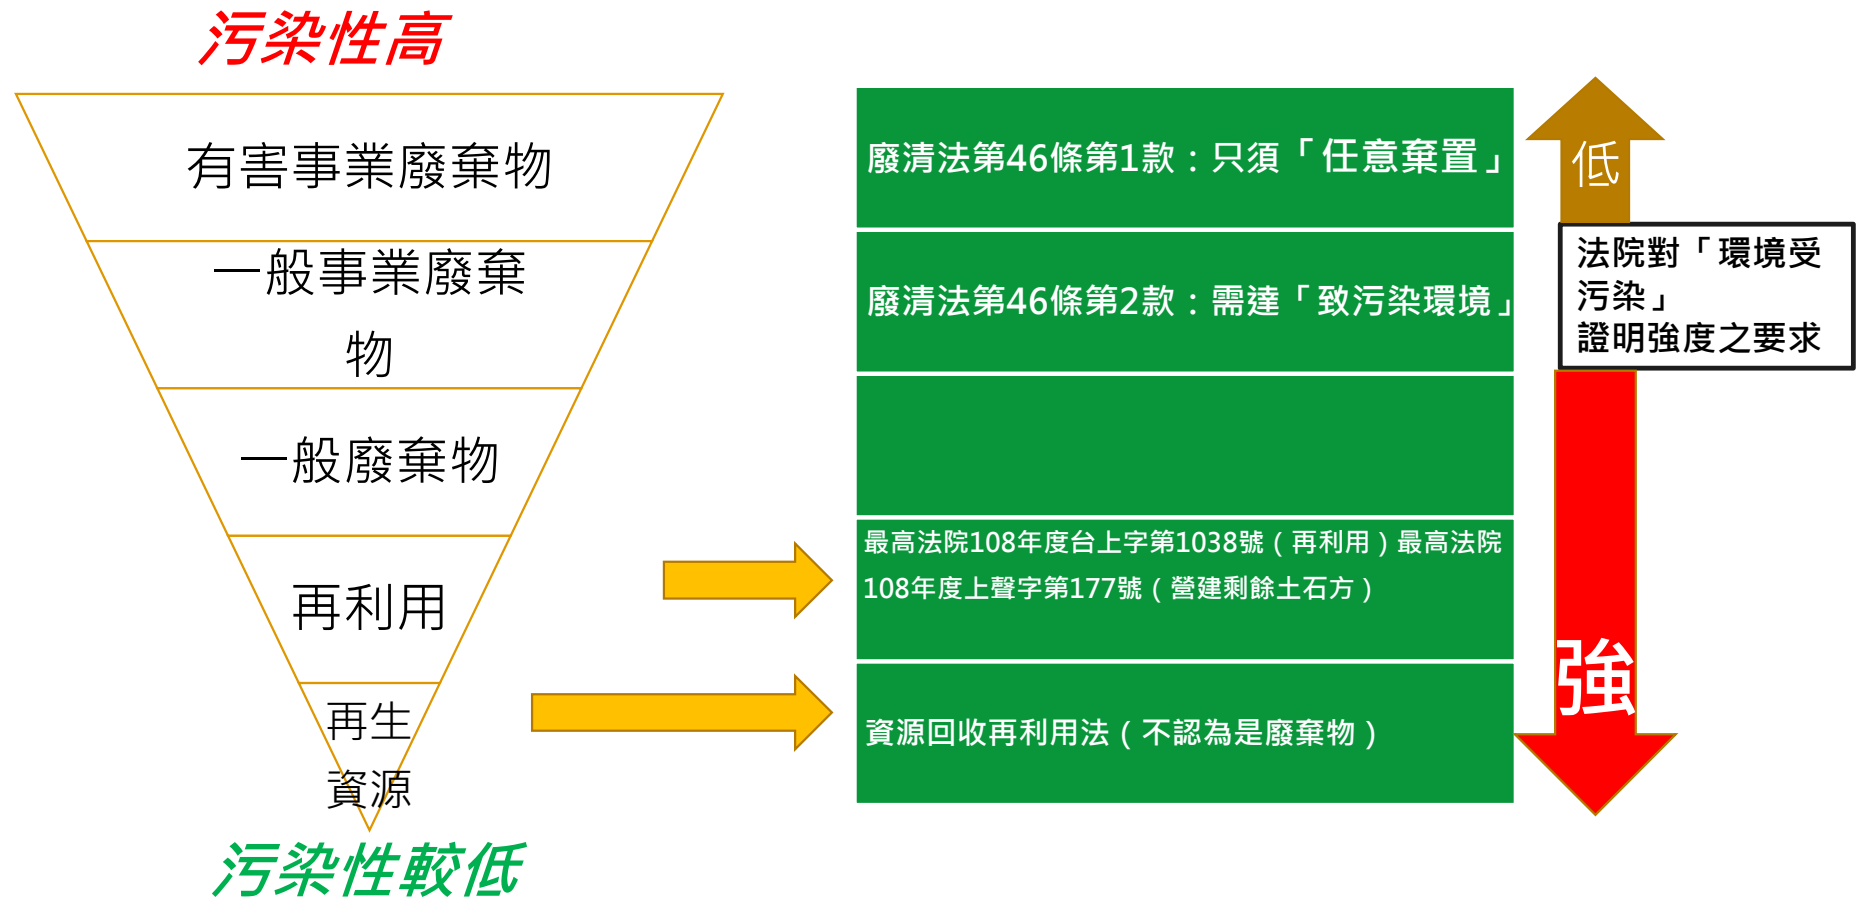 污染性高
有害事業廢棄物
一般事業廢棄
物
一般廢棄物
再利用
再生
資源
污染性較低
廢清法第46條第1款：只須「任意棄置」
廢清法第46條第2款：需達「致污染環境」
最高法院108年度台上字第1038號（再利用）最高法院
108年度上聲字第177號（營建剩餘土石方）
資源回收再利用法（不認為是廢棄物）
低
法院對「環境受
污染」
證明強度之要求
強